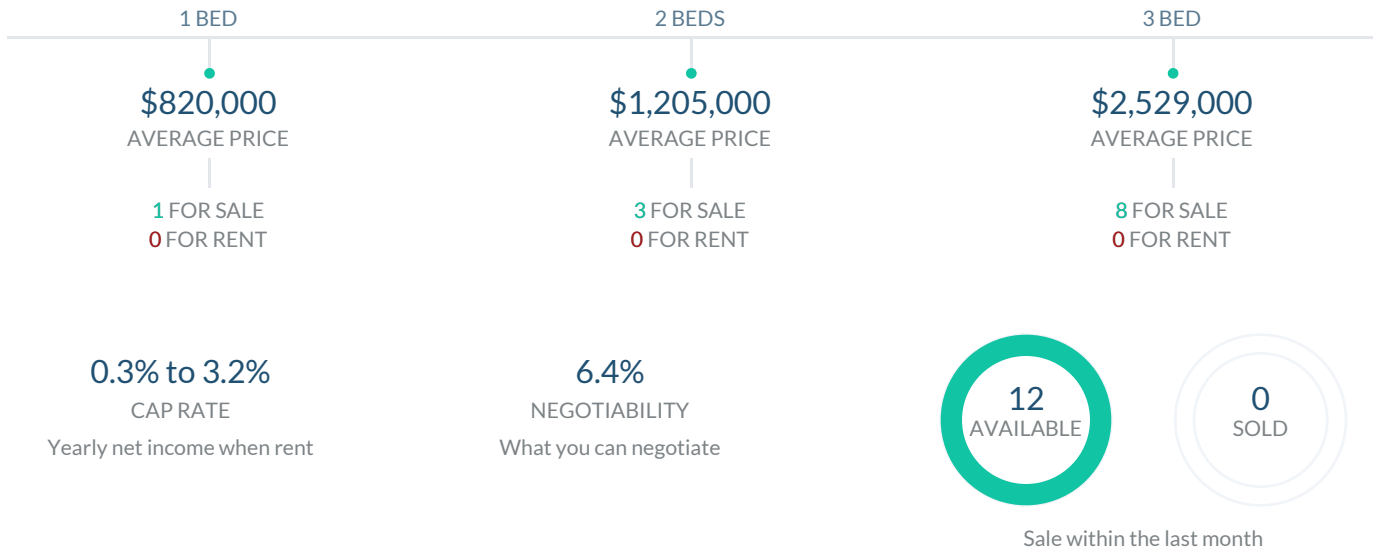 1 BED
2 BEDS
3 BED
$820,000
AVERAGE PRICE
1 FOR SALE
0 FOR RENT
$1,205,000
AVERAGE PRICE
3 FOR SALE
0 FOR RENT
$2,529,000
AVERAGE PRICE
8 FOR SALE
0 FOR RENT
0.3% to 3.2%
CAP RATE
Yearly net income when rent
6.4%
NEGOTIABILITY
What you can negotiate
12
AVAILABLE
0
SOLD
Sale within the last month